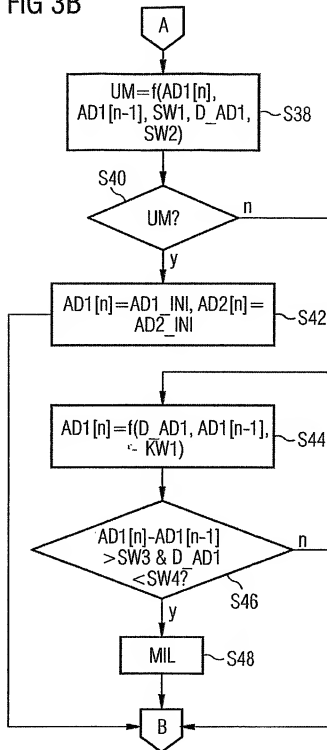 FIG 3B
A
UM=f(AD1[n],
AD1[n-1], SW1, D_AD1,
SW2)
S38
S40
UM?
n
y
AD1[n]=AD1_INI, AD2[n]=
AD2_INI
S42
AD1[n]=f(D_AD1, AD1[n-1],
KW1)
S44
AD1[n]-AD1[n-1]
>SW3 & D_AD1
<SW4?
n
S46
y
MIL
S48
B